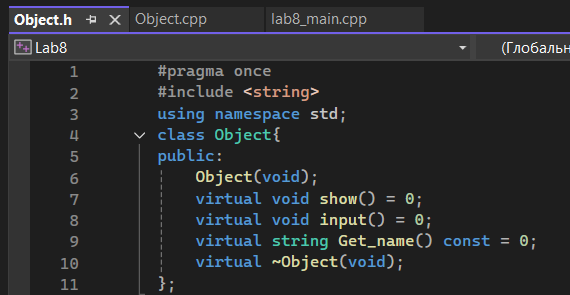 Object.h Object.cpp lab8_main.cpp
Lab8 (Глобальн
1 #pragma once
2 #include <string>
3 using namespace std;
4 class Object{
5 public:
6 Object(void);
7 virtual void show() = 0;
8 virtual void input() = 0;
9 virtual string Get_name() const = 0;
10 virtual ~Object(void);
11 };